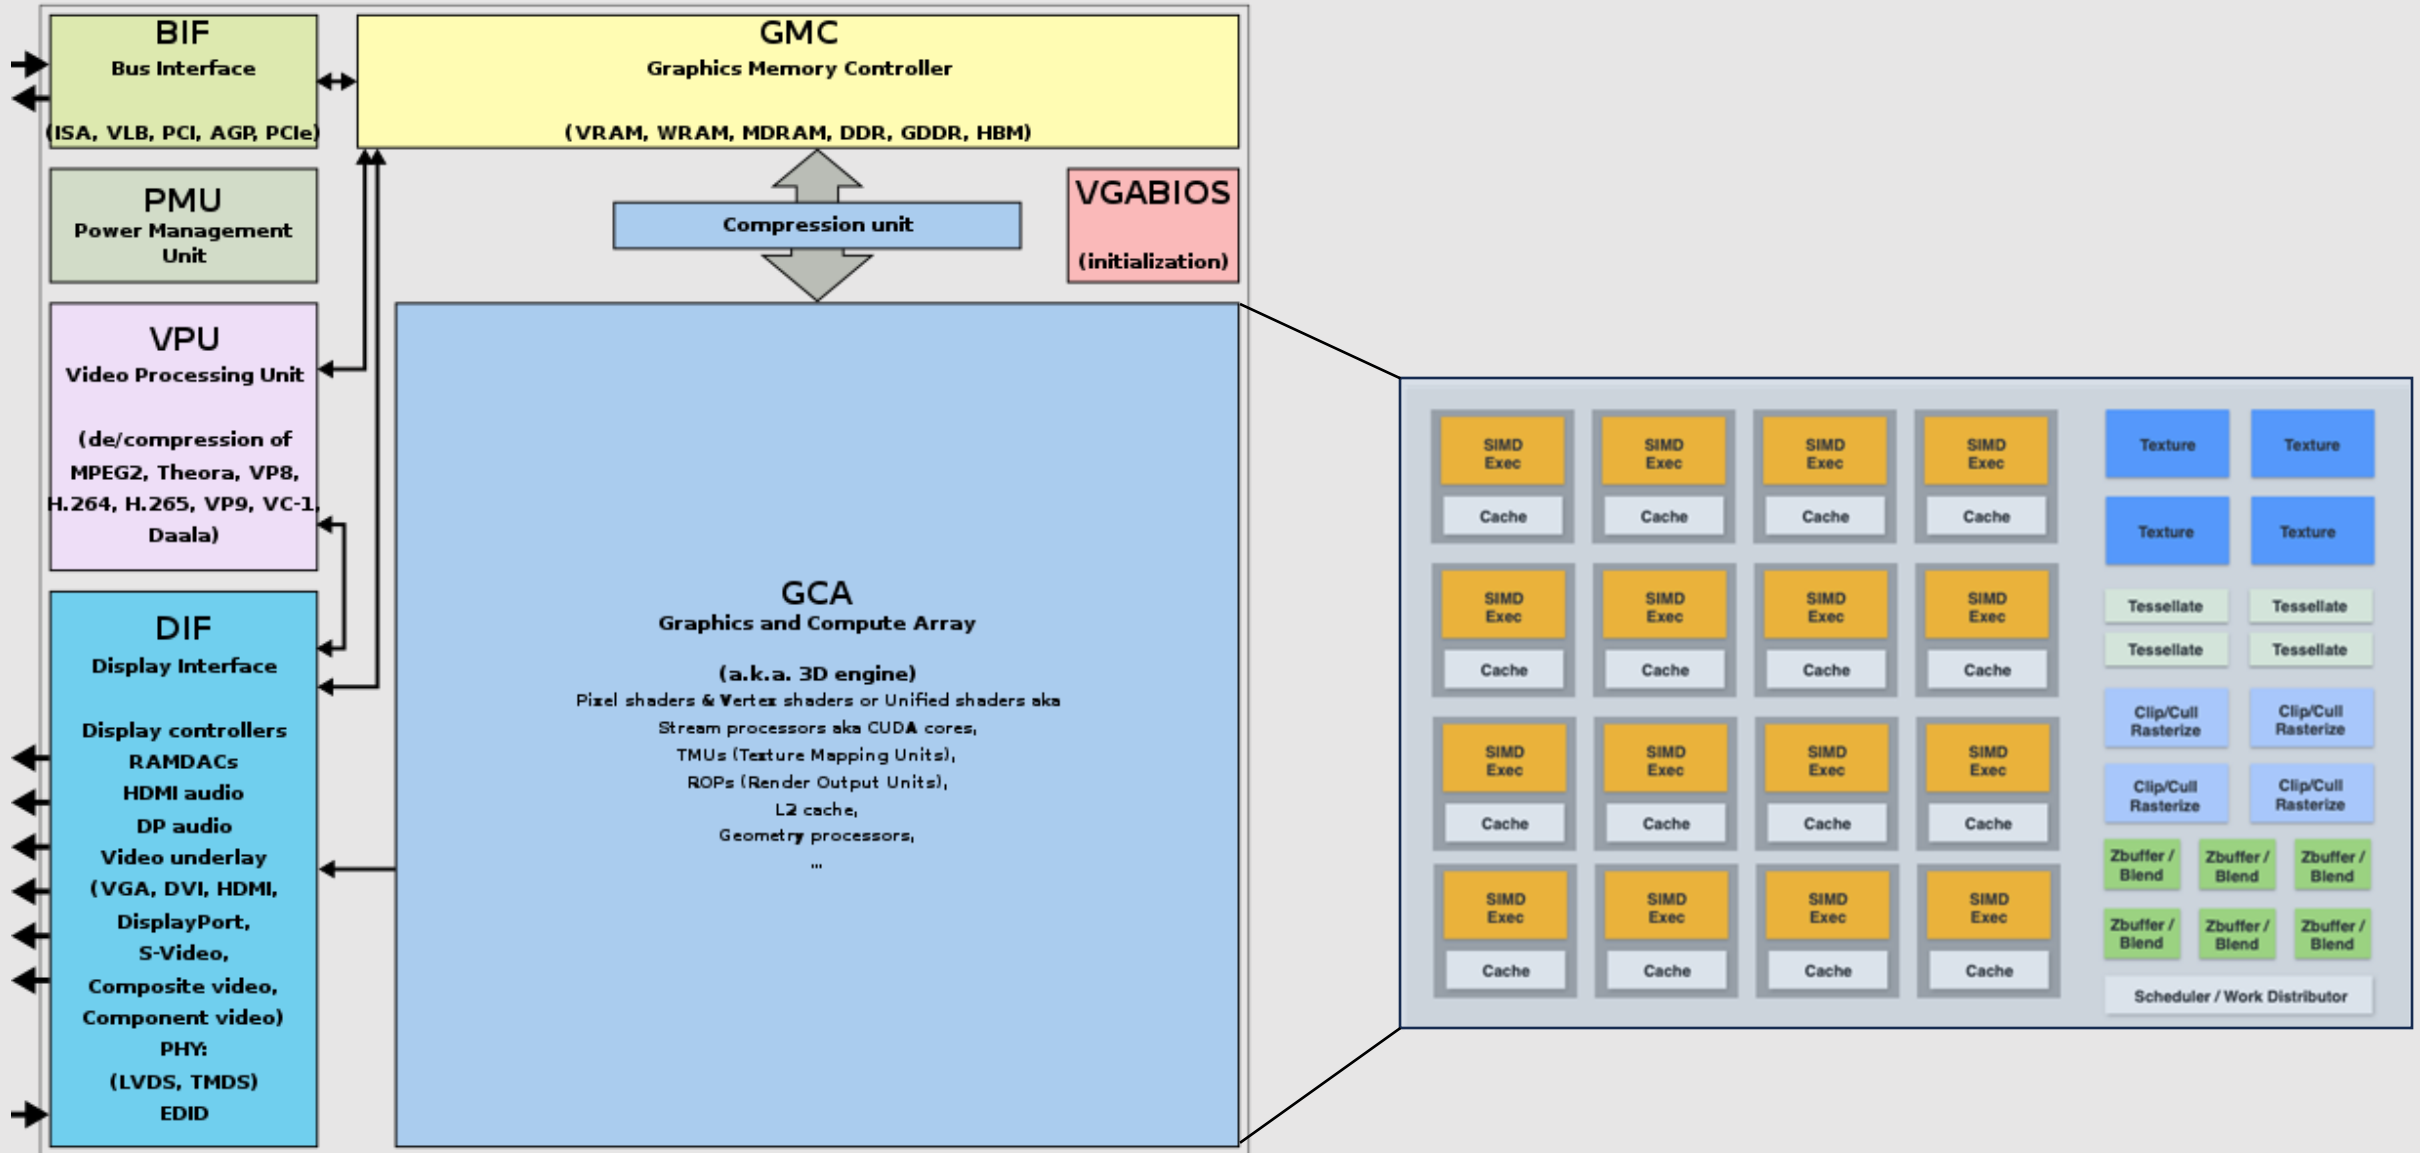 BIF
Bus Interface
(ISA, VLB, PCI, AGP, PCIe)
GMC
Graphics Memory Controller
(VRAM, WRAM, MDRAM, DDR, GDDR, HBM)
PMU
Power Management
Unit
Compression unit
VGABIOS
(initialization)
VPU
Video Processing Unit
(de/compression of
MPEG2, Theora, VP8,
H.264, H.265, VP9, VC-1,
Daala)
DIF
Display Interface
Display controllers
RAMDACs
HDMI audio
DP audio
Video underlay
(VGA, DVI, HDMI,
DisplayPort,
S-Video,
Composite video,
Component video)
PHY:
(LVDS, TMDS)
EDID
GCA
Graphics and Compute Array
(a.k.a. 3D engine)
Pixel shaders & Vertex shaders or Unified shaders aka
Stream processors aka CUDA cores,
TMUs (Texture Mapping Units),
ROPs (Render Output Units),
L2 cache,
Geometry processors,
...
SIMD
Exec
Cache
SIMD
Exec
Cache
SIMD
Exec
Cache
SIMD
Exec
Cache
SIMD
Exec
Cache
SIMD
Exec
Cache
SIMD
Exec
Cache
SIMD
Exec
Cache
SIMD
Exec
Cache
SIMD
Exec
Cache
SIMD
Exec
Cache
SIMD
Exec
Cache
SIMD
Exec
Cache
SIMD
Exec
Cache
SIMD
Exec
Cache
SIMD
Exec
Cache
Texture
Texture
Texture
Texture
Tessellate
Tessellate
Tessellate
Tessellate
Clip/Cull
Rasterize
Clip/Cull
Rasterize
Clip/Cull
Rasterize
Clip/Cull
Rasterize
Zbuffer /
Blend
Zbuffer /
Blend
Zbuffer /
Blend
Zbuffer /
Blend
Zbuffer /
Blend
Zbuffer /
Blend
Scheduler / Work Distributor